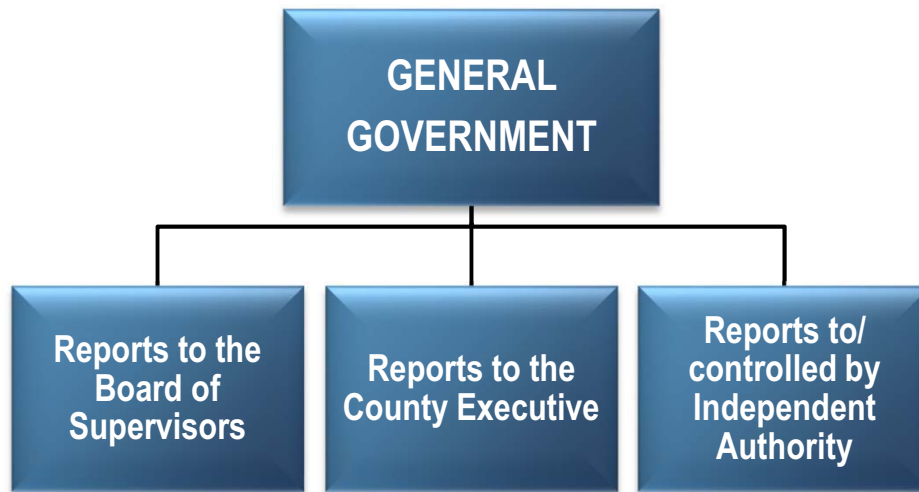 GENERAL
GOVERNMENT
Reports to the
Board of
Supervisors
Reports to the
County Executive
Reports to/
controlled by
Independent
Authority